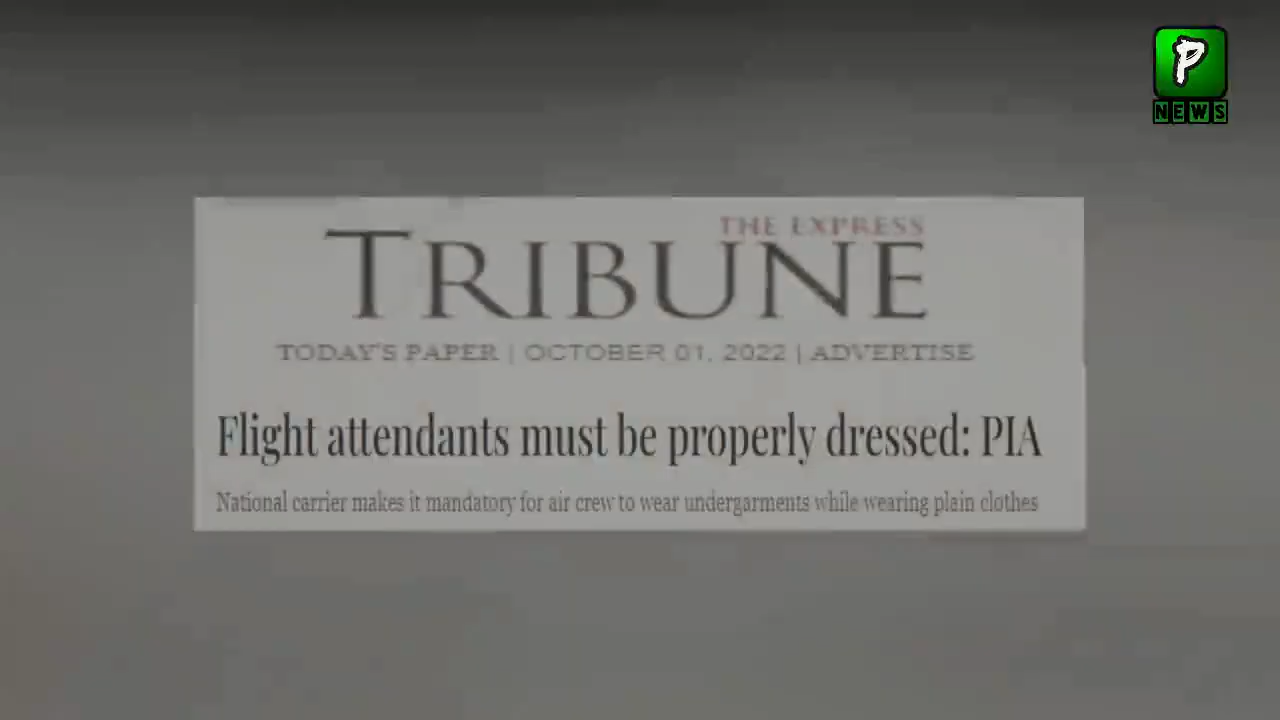 P
NEWS
THE EXPRESS
TRIBUNE
TODAY'S PAPER | OCTOBER 01, 2022 | ADVERTISE
Flight attendants must be properly dressed: PIA
National carrier makes it mandatory for air crew to wear undergarments while wearing plain clothes